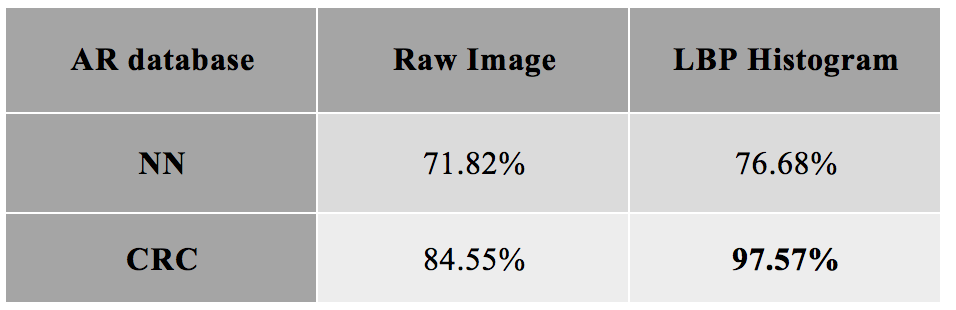 AR database Raw Image LBP Histogram
NN 71.82% 76.68%
CRC 84.55% 97.57%